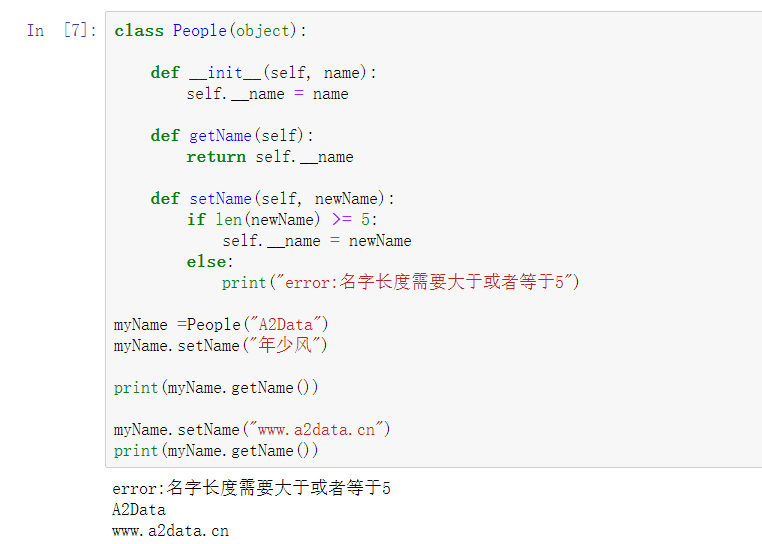 In [7]:
class People(object):
    def __init__(self, name):
        self.__name = name
    def getName(self):
        return self.__name
    def setName(self, newName):
        if len(newName) >= 5:
            self.__name = newName
        else:
            print("error:名字长度需要大于或者等于5")
myName =People("A2Data")
myName.setName("年少风")
print(myName.getName())
myName.setName("www.a2data.cn")
print(myName.getName())
error:名字长度需要大于或者等于5
A2Data
www.a2data.cn